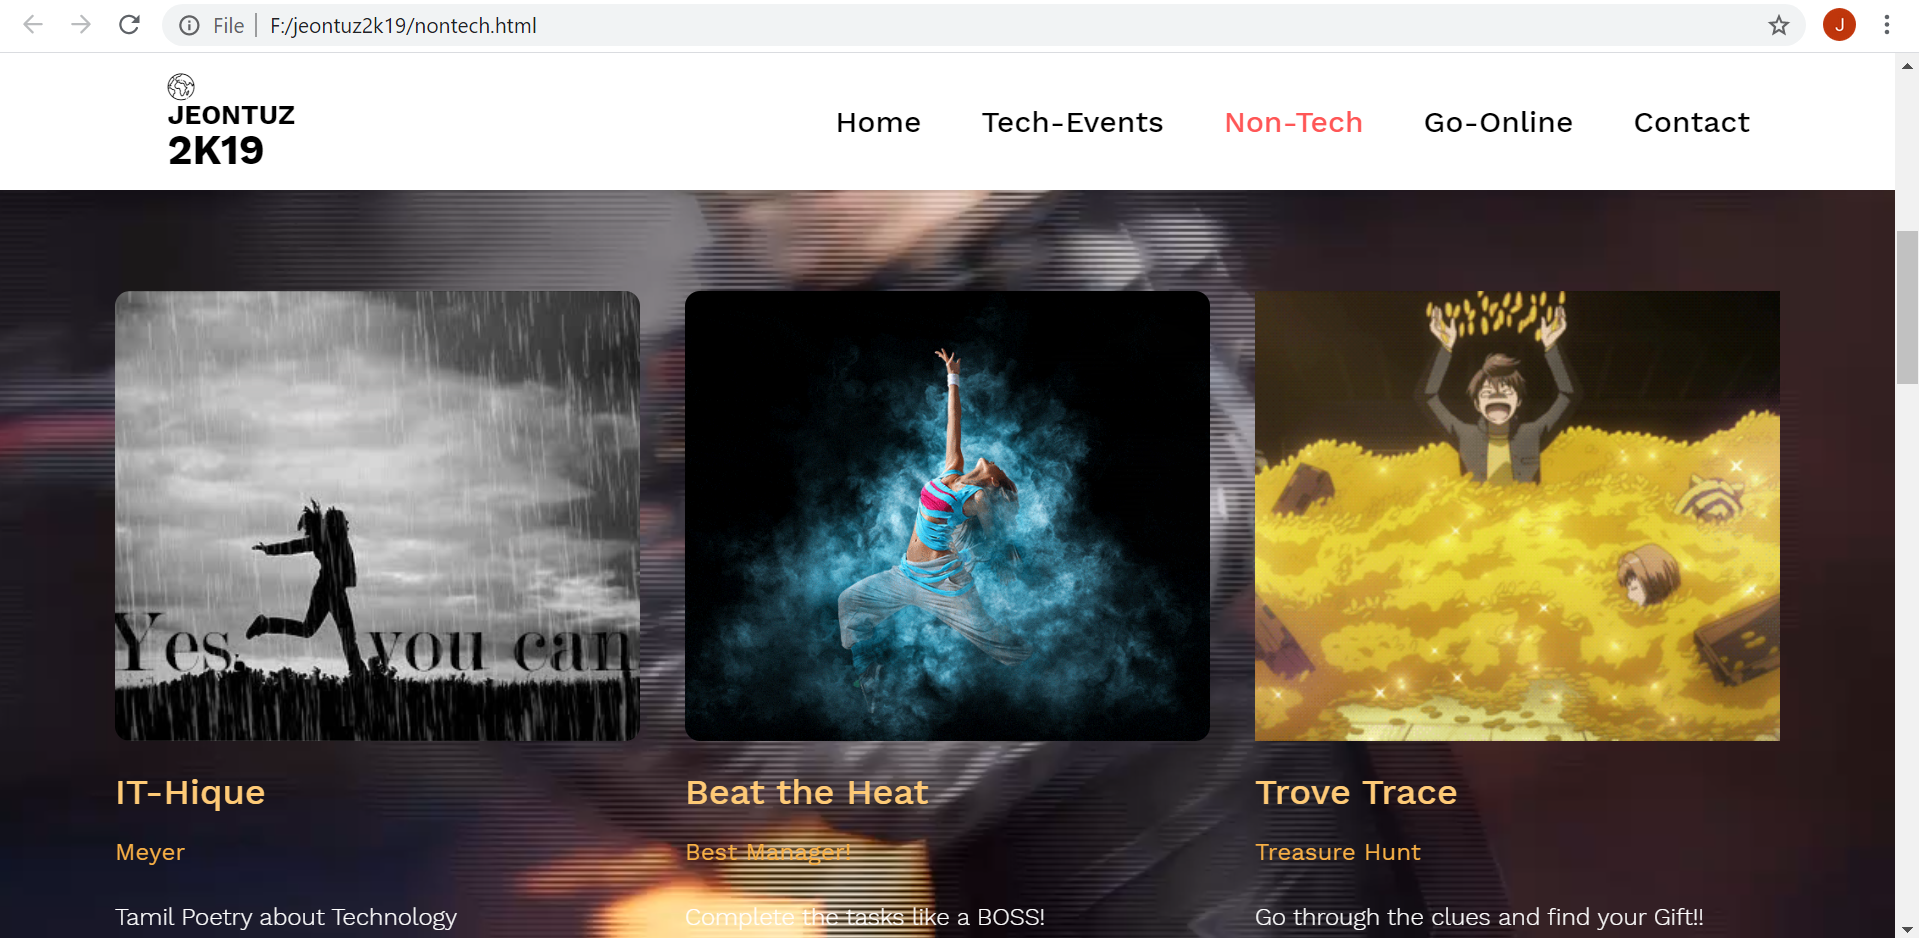 File
F:/jeontuz2k19/nontech.html
J
JEONTUZ
2K19
Home
Tech-Events
Non-Tech
Go-Online
Contact
Yes you can
IT-Hique
Meyer
Tamil Poetry about Technology
Beat the Heat
Best Manager!
Complete the tasks like a BOSS!
Trove Trace
Treasure Hunt
Go through the clues and find your Gift!!